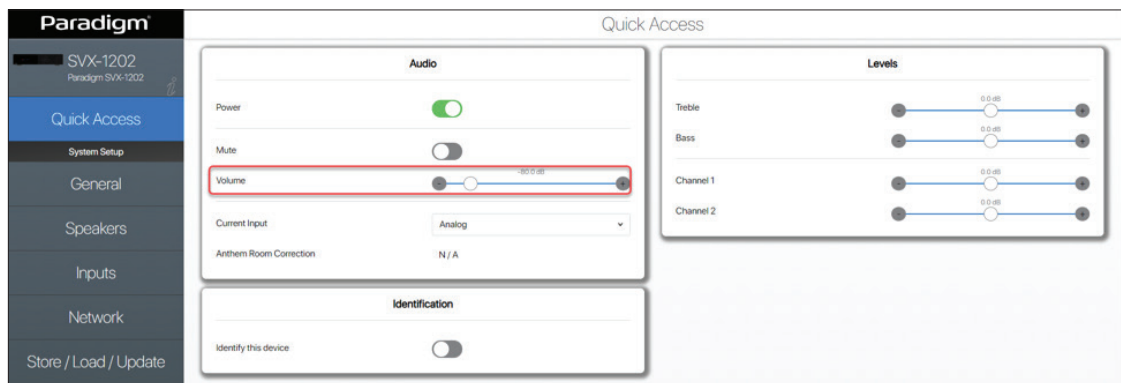 Paradigm
Quick Access
SVX-1202
Paradigm SVX-1202
Quick Access
System Setup
General
Speakers
Inputs
Network
Store / Load / Update
Audio
Power
Mute
Volume
- -80.0 dB +
Current Input
Analog
Anthem Room Correction
N / A
Identification
Identify this device
Levels
Treble
- 0.0 dB +
Bass
- 0.0 dB +
Channel 1
- 0.0 dB +
Channel 2
- 0.0 dB +